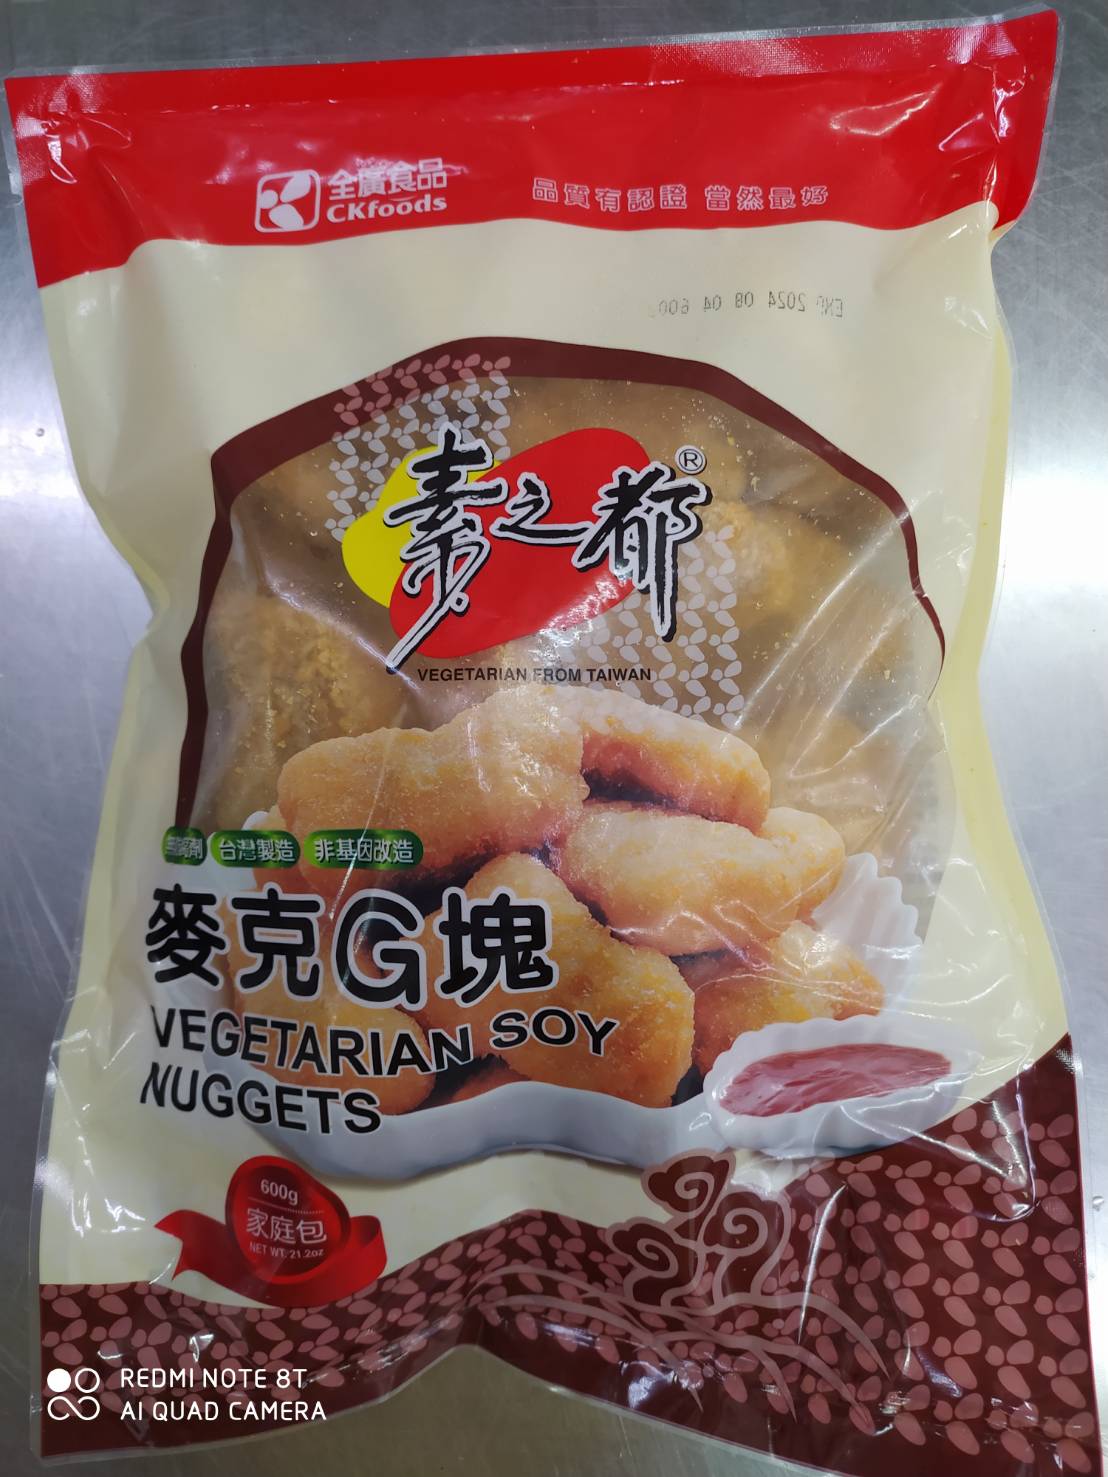 全廣食品
CKfoods
品質有認證 當然最好
EXP 2024 08 04 600
素之都®
VEGETARIAN FROM TAIWAN
台灣製造 非基因改造
麥克G塊
VEGETARIAN SOY
NUGGETS
600g
家庭包
NET WT. 21.2oz
REDMI NOTE 8T
AI QUAD CAMERA